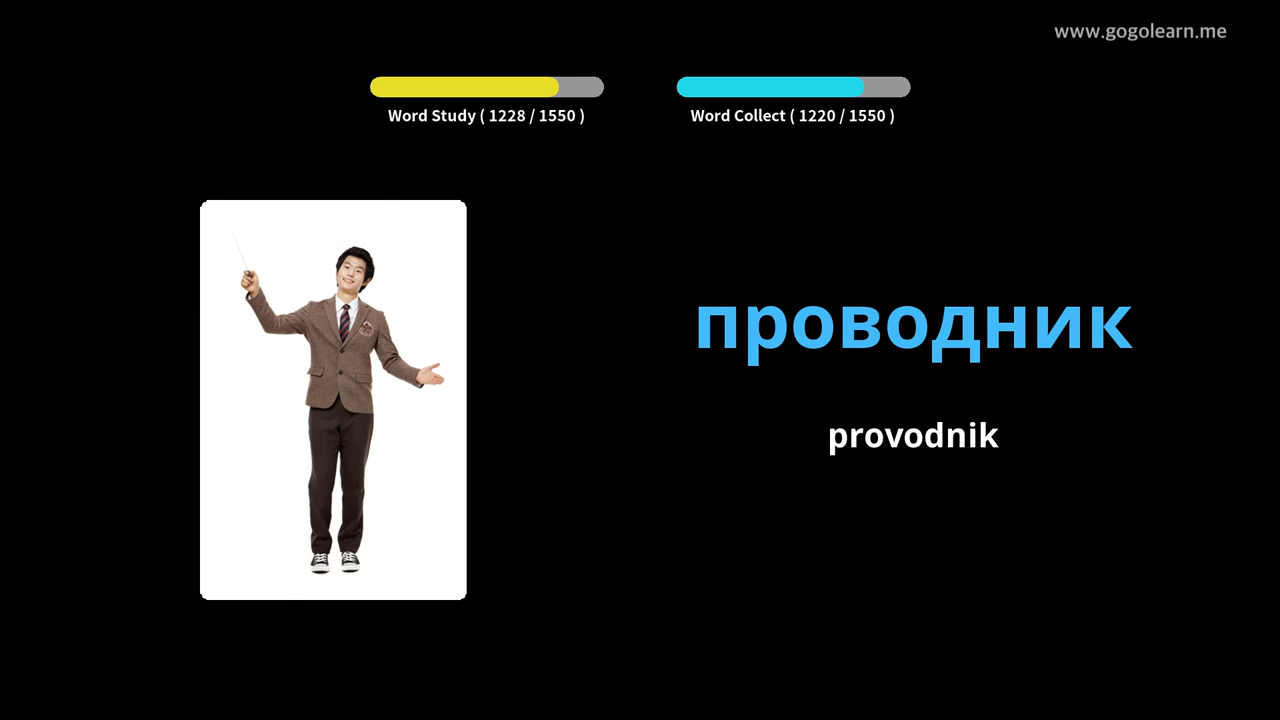 www.gogolearn.me
Word Study ( 1228 / 1550 )
Word Collect ( 1220 / 1550 )
проводник
provodnik